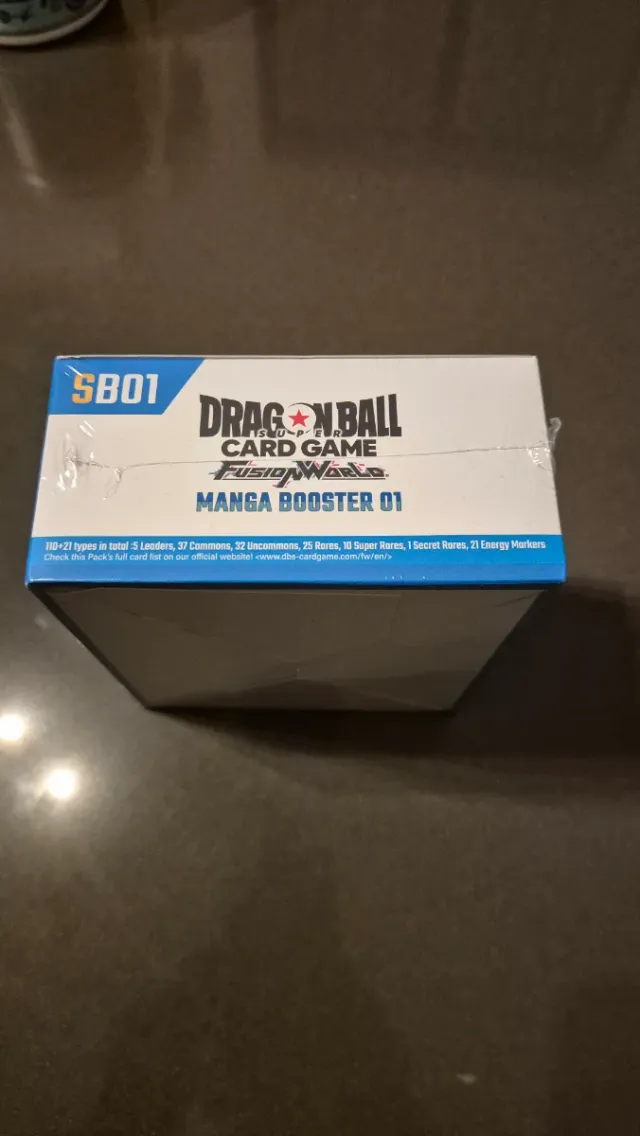 SB01
DRAGON BALL
SUPER
CARD GAME
FUSION WORLD
MANGA BOOSTER 01
110+21 types in total :5 Leaders, 37 Commons, 32 Uncommons, 25 Rares, 10 Super Rares, 1 Secret Rares, 21 Energy Markers
Check this Pack's full card list on our official website! <www.dbs-cardgame.com/fw/en/>